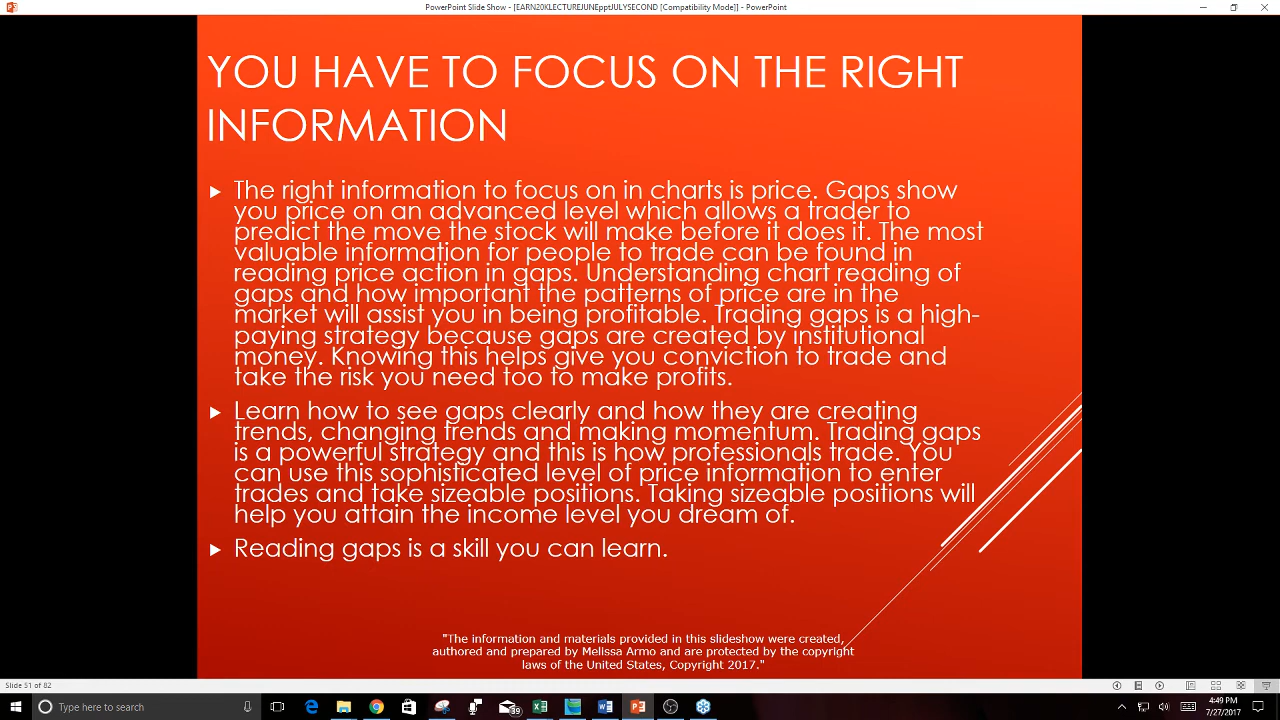 PowerPoint Slide Show - [EARN20KLECTUREJUNEpptJULYSECOND [Compatibility Mode]] - PowerPoint
YOU HAVE TO FOCUS ON THE RIGHT
INFORMATION
The right information to focus on in charts is price. Gaps show
you price on an advanced level which allows a trader to
predict the move the stock will make before it does it. The most
valuable information for people to trade can be found in
reading price action in gaps. Understanding chart reading of
gaps and how important the patterns of price are in the
market will assist you in being profitable. Trading gaps is a high-
paying strategy because gaps are created by institutional
money. Knowing this helps give you conviction to trade and
take the risk you need too to make profits.
Learn how to see gaps clearly and how they are creating
trends, changing trends and making momentum. Trading gaps
is a powerful strategy and this is how professionals trade. You
can use this sophisticated level of price information to enter
trades and take sizeable positions. Taking sizeable positions will
help you attain the income level you dream of.
Reading gaps is a skill you can learn.
"The information and materials provided in this slideshow were created,
authored and prepared by Melissa Armo and are protected by the copyright
laws of the United States, Copyright 2017."
Slide 51 of 82
Type here to search
39
4:49 PM
7/27/2017